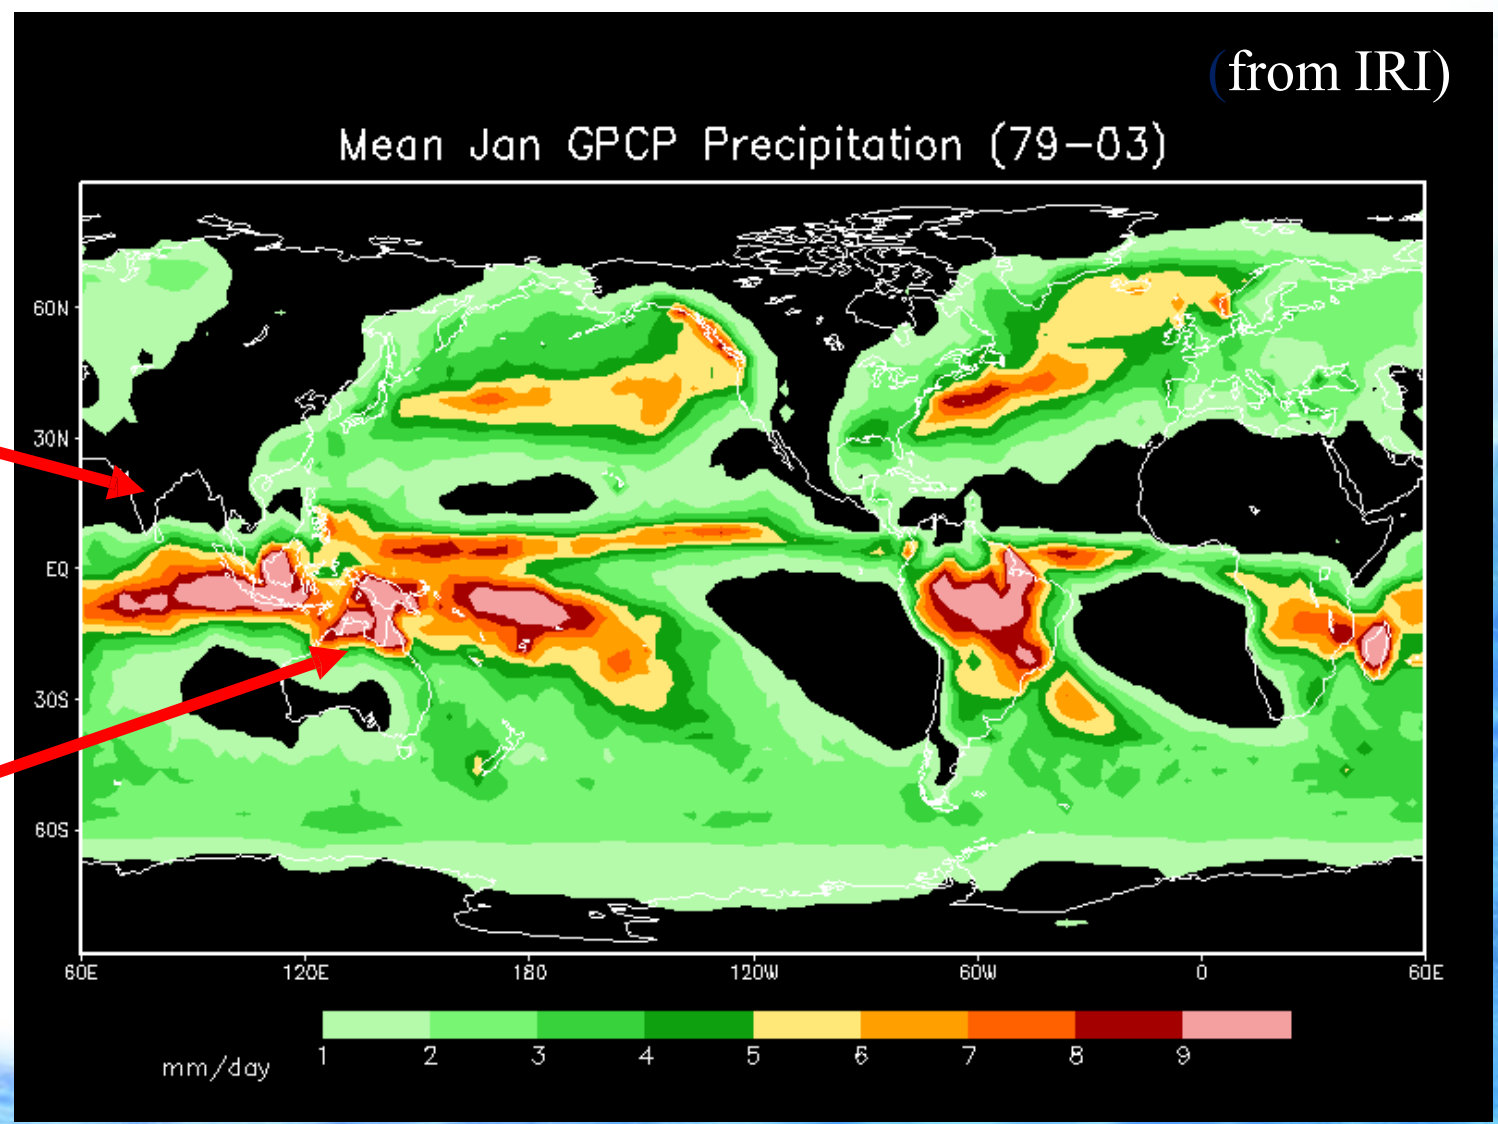 (from IRI)
Mean Jan GPCP Precipitation (79-03)
60N
30N
EQ
30S
60S
60E 120E 180 120W 60W 0 60E
1 2 3 4 5 6 7 8 9
mm/day